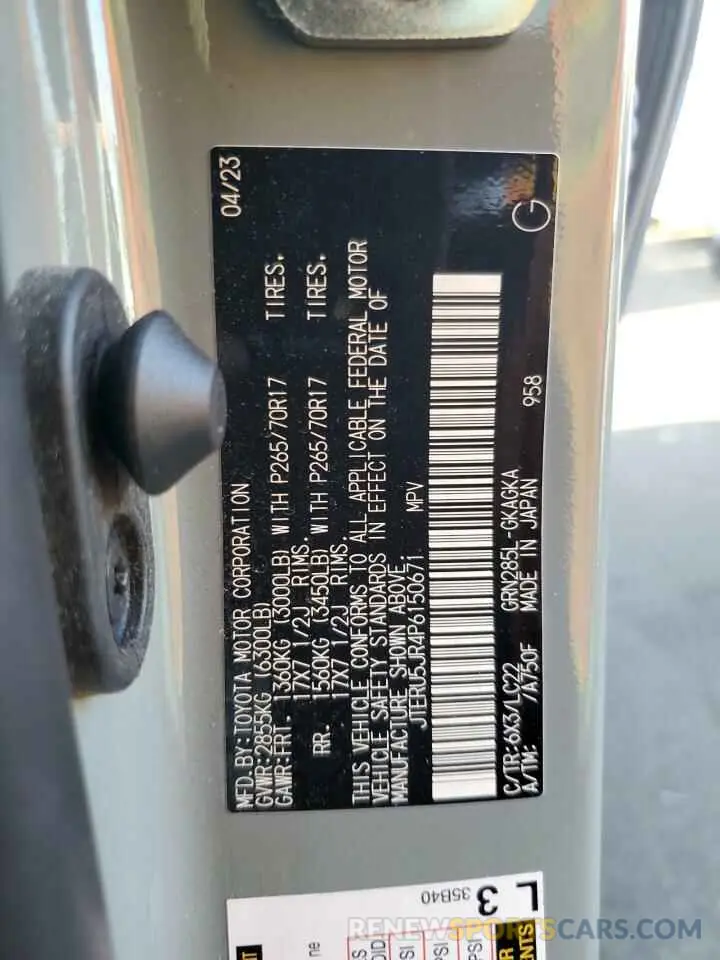 MFD. BY: TOYOTA MOTOR CORPORATION 04/23
GVWR: 2855KG (6300LB)
GAWR: FRT. 1360KG (3000LB) WITH P265/70R17 TIRES.
17X7 1/2J RIMS.
RR. 1560KG (3450LB) WITH P265/70R17 TIRES.
17X7 1/2J RIMS.
THIS VEHICLE CONFORMS TO ALL APPLICABLE FEDERAL MOTOR
VEHICLE SAFETY STANDARDS IN EFFECT ON THE DATE OF
MANUFACTURE SHOWN ABOVE.
JTERU5JR4P6150671 MPV
C/TR: 6X3/LC22 GRN285L-GKAGKA 958
A/TM: /A750F MADE IN JAPAN
G
L
3
35B40
ENTS
RENEWSPORTSCARS.COM